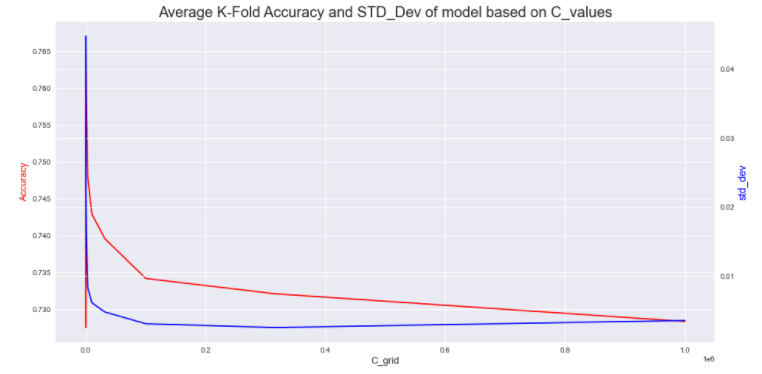 Average K-Fold Accuracy and STD_Dev of model based on C_values
0.765
0.760
0.755
0.750
0.745
0.740
0.735
0.730
Accuracy
0.04
0.03
0.02
0.01
std_dev
0.0 0.2 0.4 0.6 0.8 1.0
1e6
C_grid